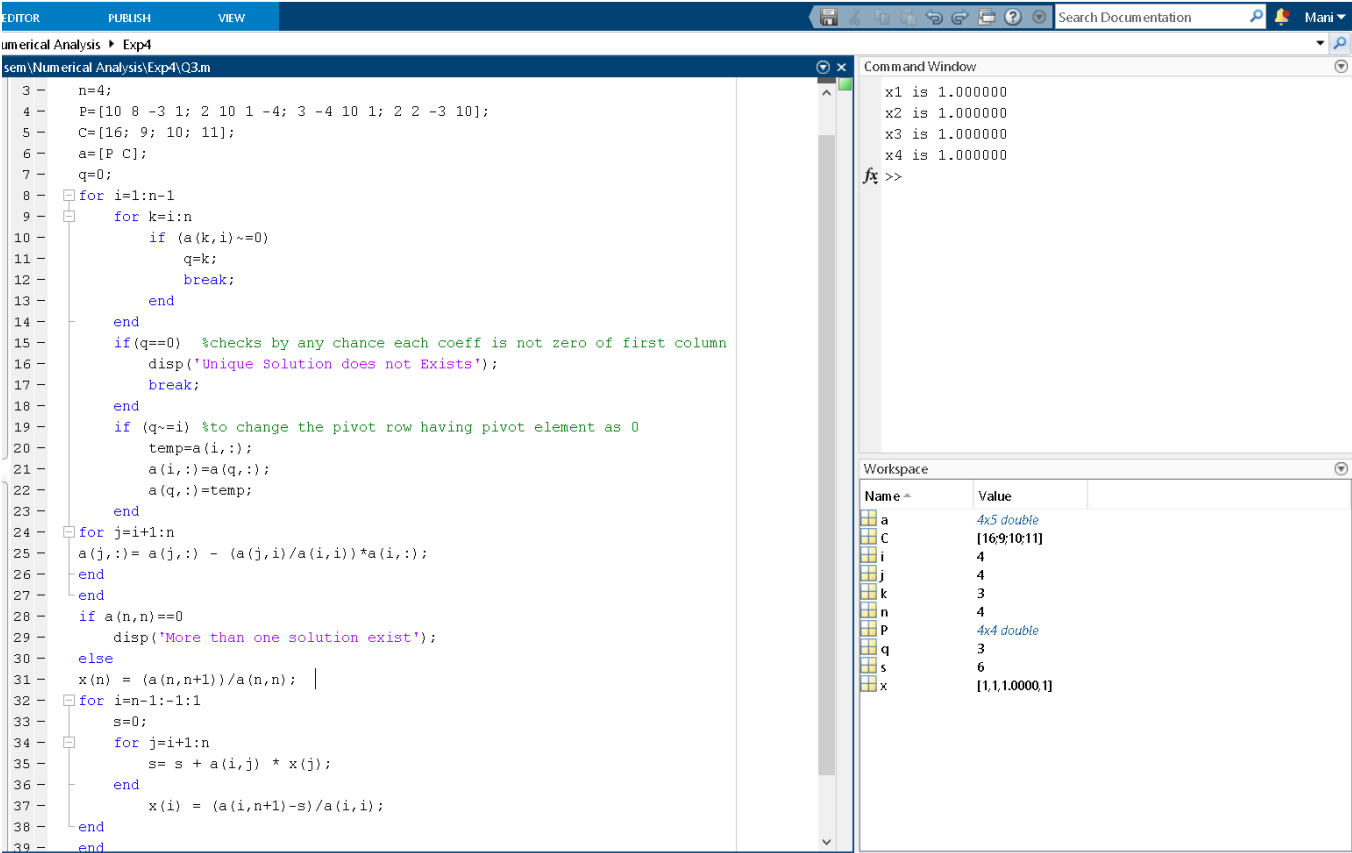 EDITOR PUBLISH VIEW
Search Documentation Mani
umerical Analysis Exp4
sem\Numerical Analysis\Exp4\Q3.m
3 - n=4;
4 - P=[10 8 -3 1; 2 10 1 -4; 3 -4 10 1; 2 2 -3 10];
5 - C=[16; 9; 10; 11];
6 - a=[P C];
7 - q=0;
8 - for i=1:n-1
9 - for k=i:n
10 - if (a(k,i)~=0)
11 - q=k;
12 - break;
13 - end
14 - end
15 - if(q==0) %checks by any chance each coeff is not zero of first column
16 - disp('Unique Solution does not Exists');
17 - break;
18 - end
19 - if (q~=i) %to change the pivot row having pivot element as 0
20 - temp=a(i,:);
21 - a(i,:)=a(q,:);
22 - a(q,:)=temp;
23 - end
24 - for j=i+1:n
25 - a(j,:)= a(j,:) - (a(j,i)/a(i,i))*a(i,:);
26 - end
27 - end
28 - if a(n,n)==0
29 - disp('More than one solution exist');
30 - else
31 - x(n) = (a(n,n+1))/a(n,n);
32 - for i=n-1:-1:1
33 - s=0;
34 - for j=i+1:n
35 - s= s + a(i,j) * x(j);
36 - end
37 - x(i) = (a(i,n+1)-s)/a(i,i);
38 - end
39 - end
Command Window
x1 is 1.000000
x2 is 1.000000
x3 is 1.000000
x4 is 1.000000
fx >>
Workspace
Name Value
a 4x5 double
C [16;9;10;11]
i 4
j 4
k 3
n 4
P 4x4 double
q 3
s 6
x [1,1,1.0000,1]